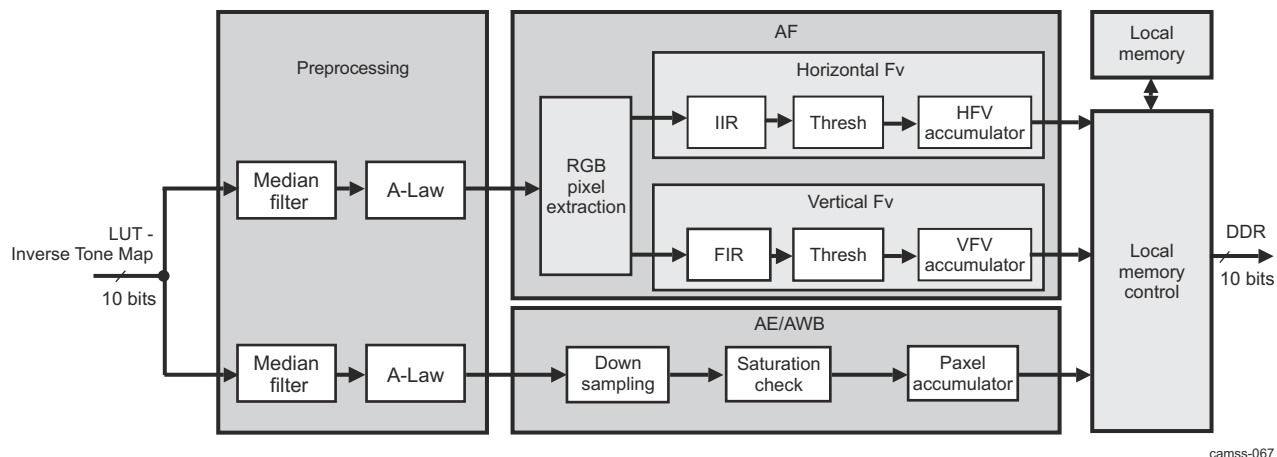 LUT -
Inverse Tone Map
10 bits
Preprocessing
Median
filter
A-Law
Median
filter
A-Law
AF
RGB
pixel
extraction
Horizontal Fv
IIR
Thresh
HFV
accumulator
Vertical Fv
FIR
Thresh
VFV
accumulator
AE/AWB
Down
sampling
Saturation
check
Paxel
accumulator
Local
memory
Local
memory
control
DDR
10 bits
camss-067